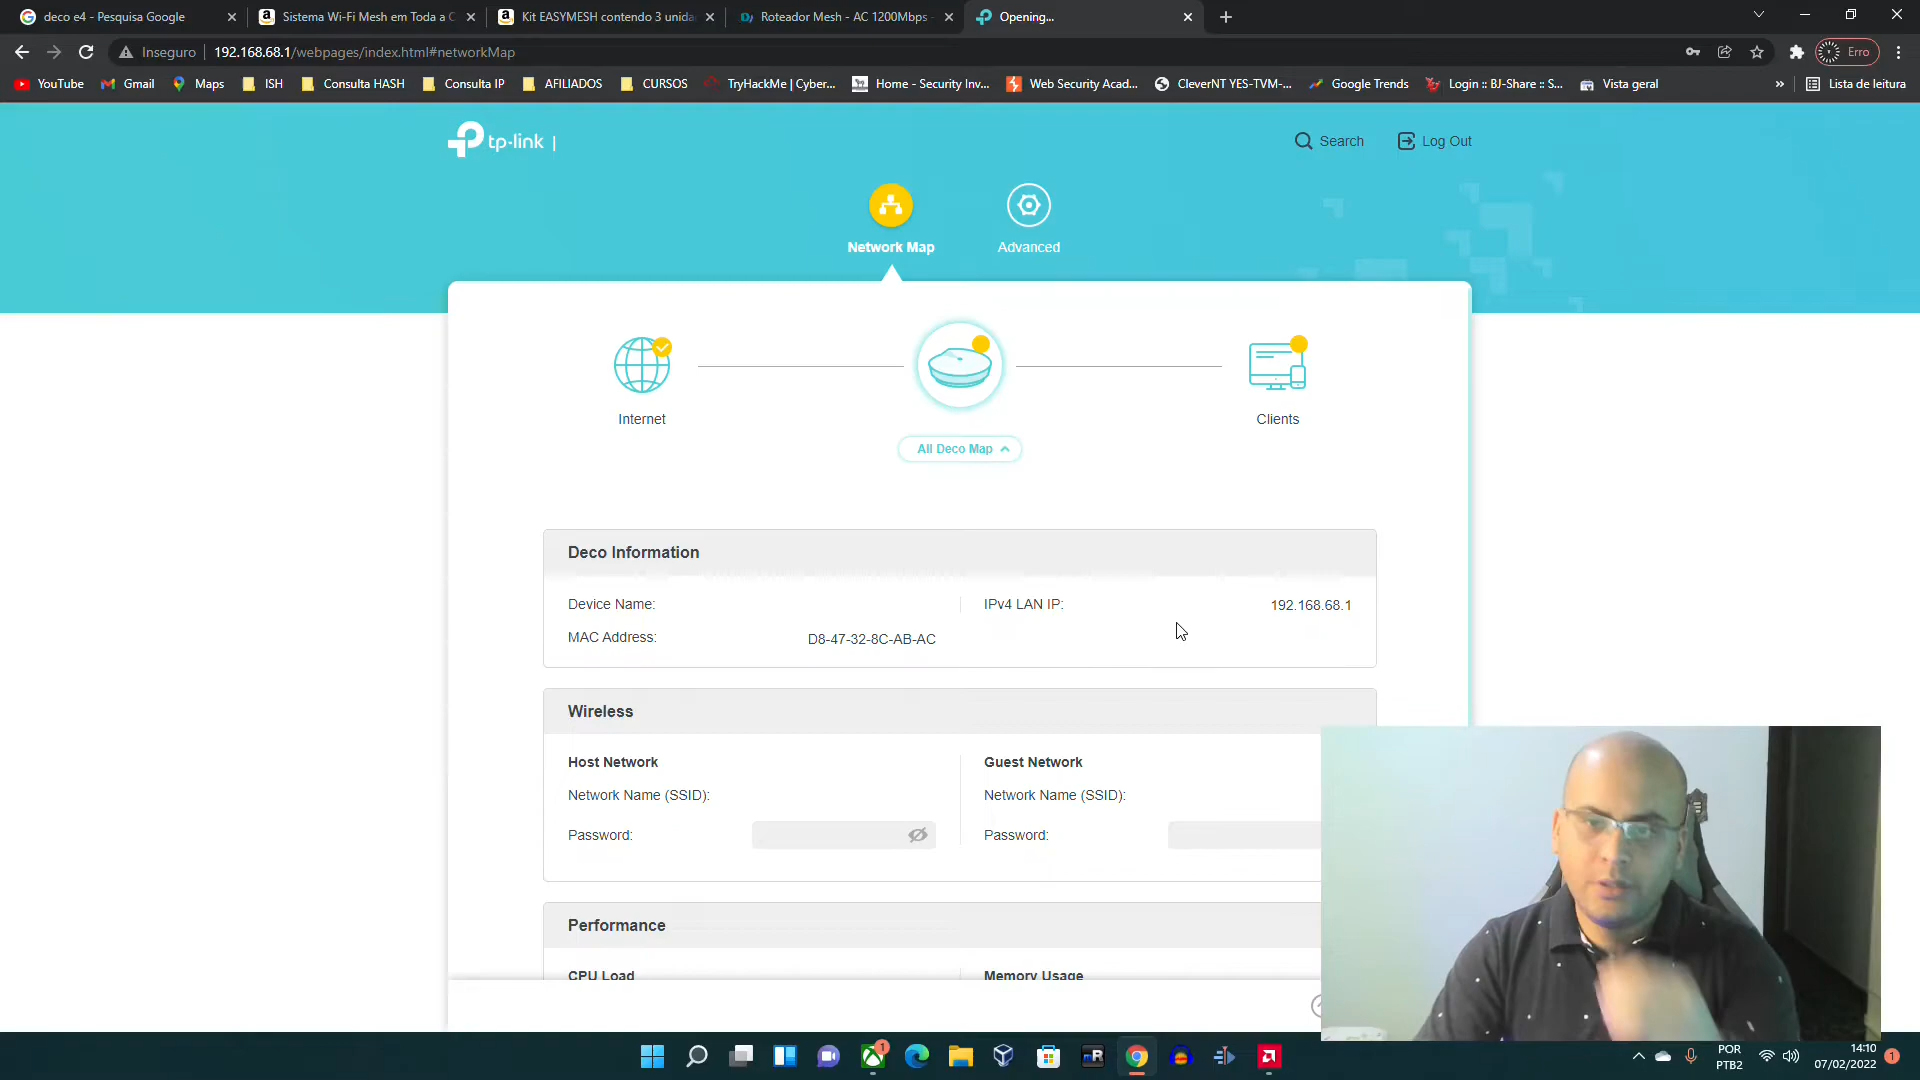 deco e4 - Pesquisa Google
Sistema Wi-Fi Mesh em Toda a C
Kit EASYMESH contendo 3 unida
Roteador Mesh - AC 1200Mbps -
Opening...
Inseguro
192.168.68.1/webpages/index.html#networkMap
Erro
YouTube
Gmail
Maps
ISH
Consulta HASH
Consulta IP
AFILIADOS
CURSOS
TryHackMe | Cyber...
Home - Security Inv...
Web Security Acad...
CleverNT YES-TVM-...
Google Trends
Login :: BJ-Share :: S...
Vista geral
»
Lista de leitura
tp-link |
Search
Log Out
Network Map
Advanced
Internet
Clients
All Deco Map
Deco Information
Device Name:
IPv4 LAN IP:
192.168.68.1
MAC Address:
D8-47-32-8C-AB-AC
Wireless
Host Network
Guest Network
Network Name (SSID):
Network Name (SSID):
Password:
Password:
Performance
CPU Load
Memory Usage
1
POR
PTB2
14:10
07/02/2022
1